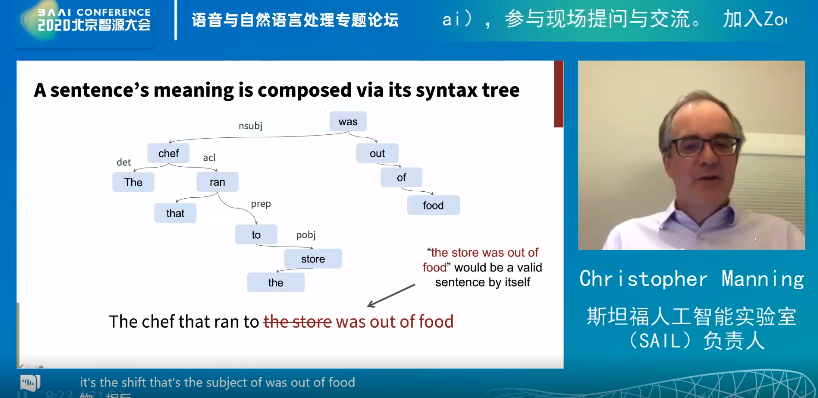 BAAI CONFERENCE
2020北京智源大会
语音与自然语言处理专题论坛
ai），参与现场提问与交流。 加入Zo
A sentence's meaning is composed via its syntax tree
was
nsubj
chef
out
det
acl
The
ran
of
that
prep
food
to
pobj
store
the
"the store was out of
food" would be a valid
sentence by itself
The chef that ran to the store was out of food
Christopher Manning
斯坦福人工智能实验室
（SAIL）负责人
it's the shift that's the subject of was out of food